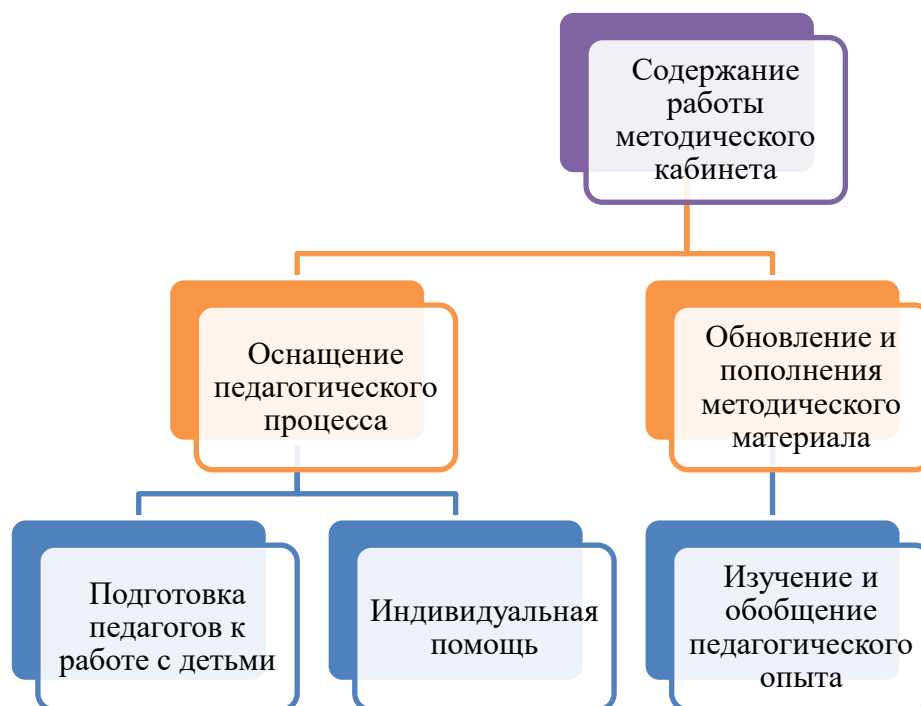 Содержание
работы
методического
кабинета
Оснащение
педагогического
процесса
Обновление и
пополнения
методического
материала
Подготовка
педагогов к
работе с детьми
Индивидуальная
помощь
Изучение и
обобщение
педагогического
опыта